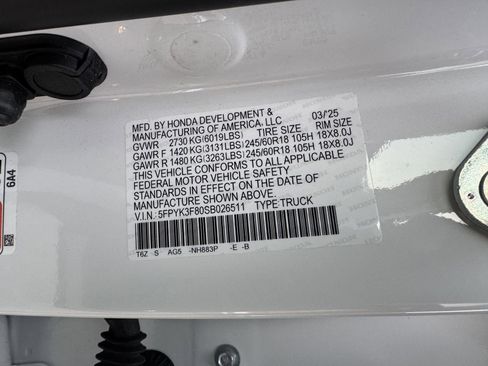 MFD. BY HONDA DEVELOPMENT & 03/'25
MANUFACTURING OF AMERICA, LLC TIRE SIZE RIM SIZE
GVWR 2730 KG(6019LBS)
GAWR F 1420 KG(3131LBS) 245/60R18 105H 18X8.0J
GAWR R 1480 KG(3263LBS) 245/60R18 105H 18X8.0J
THIS VEHICLE CONFORMS TO ALL APPLICABLE
FEDERAL MOTOR VEHICLE SAFETY
STANDARDS IN EFFECT ON THE DATE OF
MANUFACTURE SHOWN ABOVE.
V.I.N.: 5FPYK3F80SB026511 TYPE TRUCK
T6Z S AG5 -NH883P -E -B
6A4